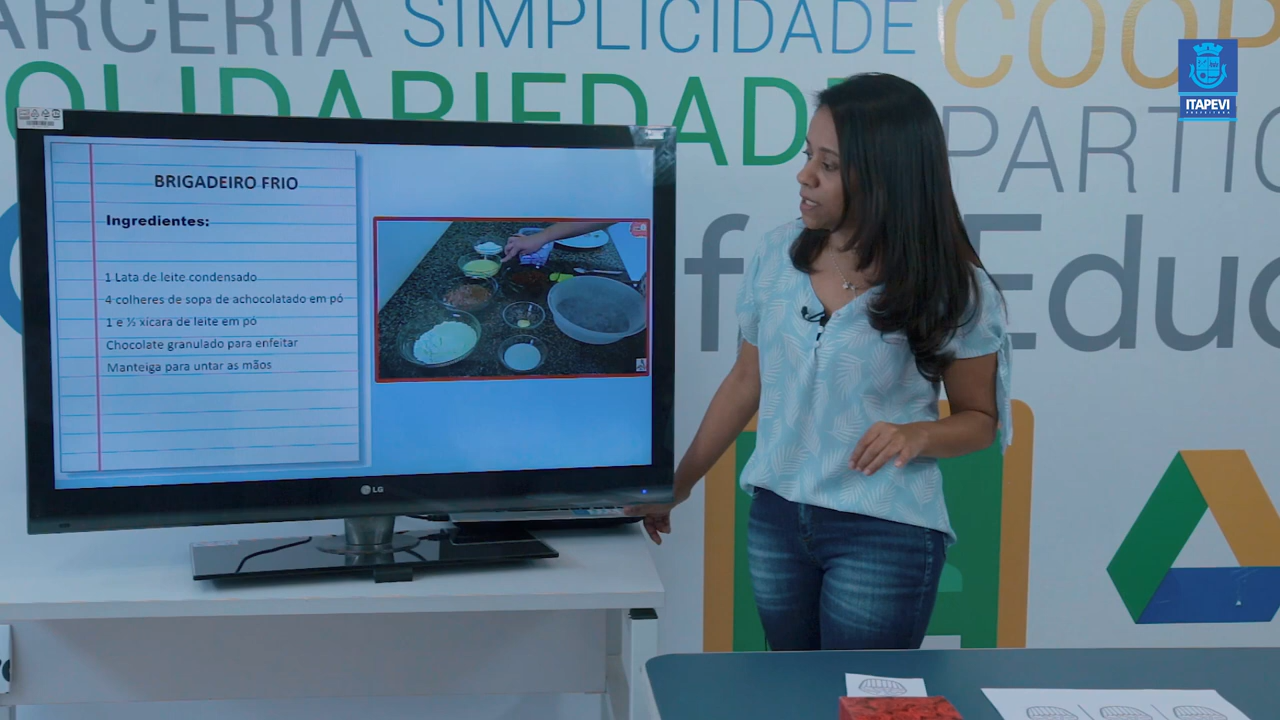 ARCERIA SIMPLICIDADE COOP
OLIDARIEDADE PARTIC
for Educ
ITAPEVI
PREFEITURA
BRIGADEIRO FRIO
Ingredientes:
1 Lata de leite condensado
4 colheres de sopa de achocolatado em pó
1 e ½ xícara de leite em pó
Chocolate granulado para enfeitar
Manteiga para untar as mãos
LG